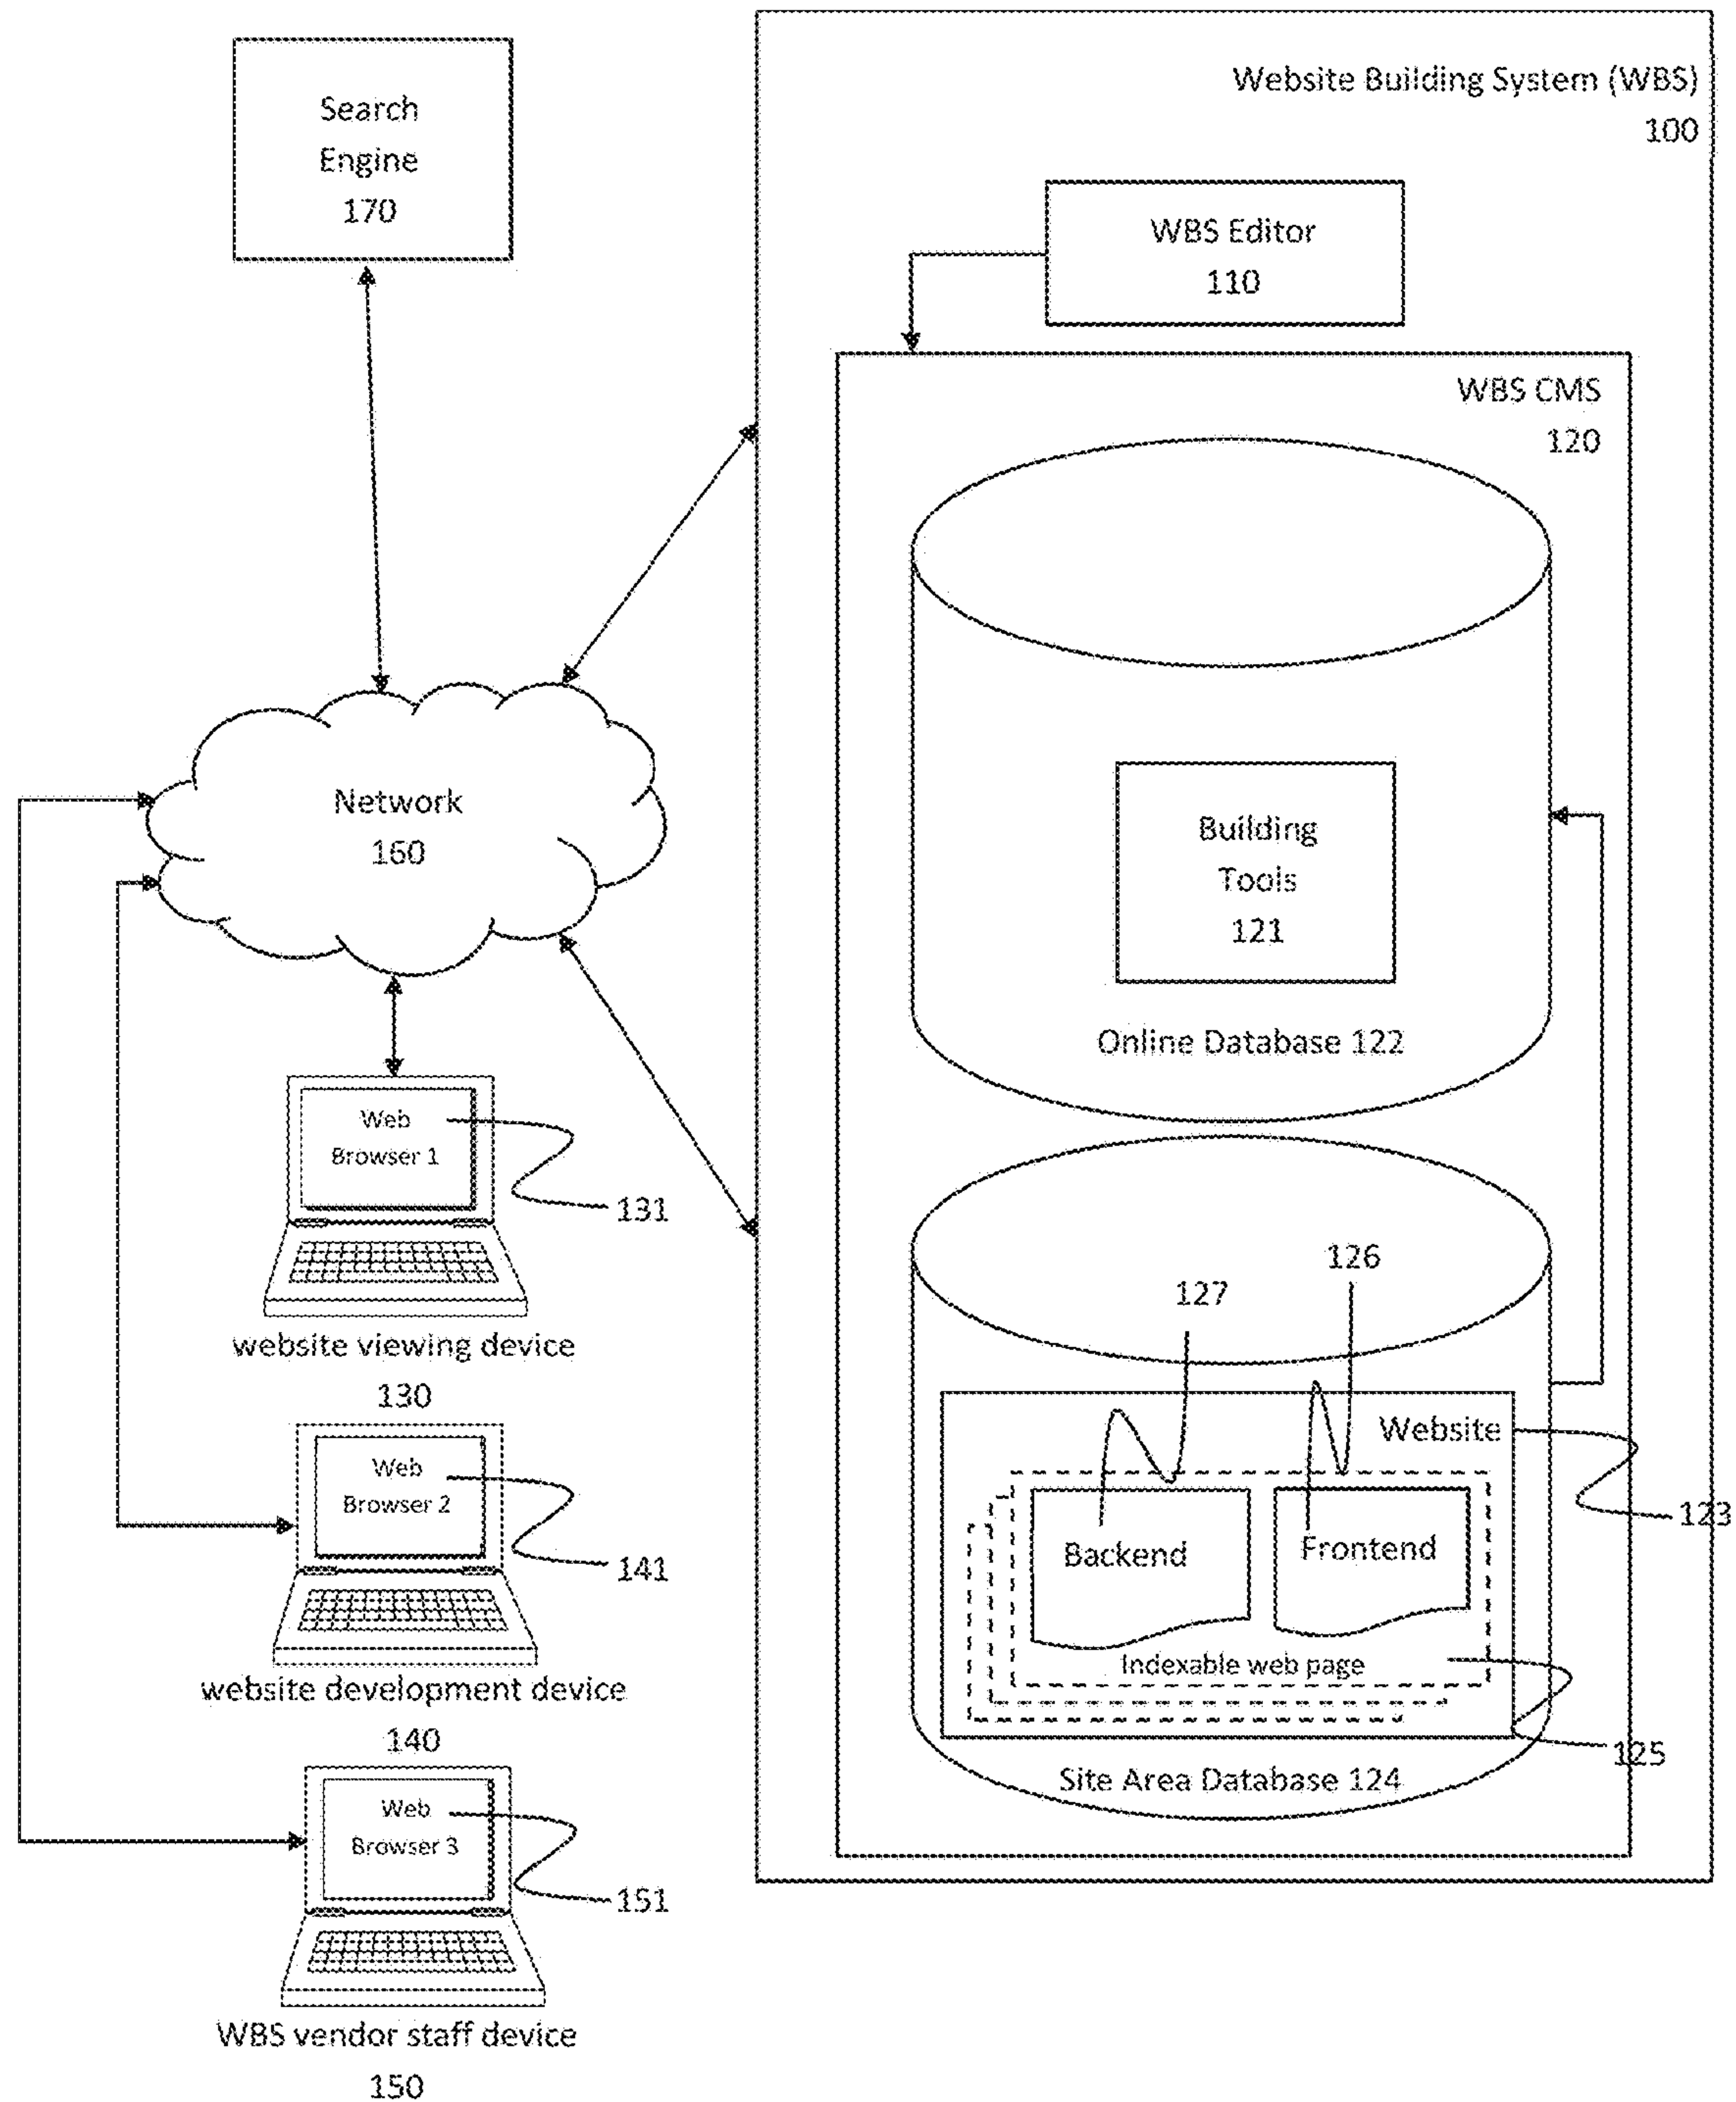 Search
Engine
170
Website Building System (WBS)
100
WBS Editor
110
WBS CMS
120
Network
160
Building
Tools
121
Online Database 122
Web
Browser 1
131
website viewing device
130
126
127
Website
123
Backend
Frontend
Indexable web page
125
Site Area Database 124
Web
Browser 2
141
website development device
140
Web
Browser 3
151
WBS vendor staff device
150